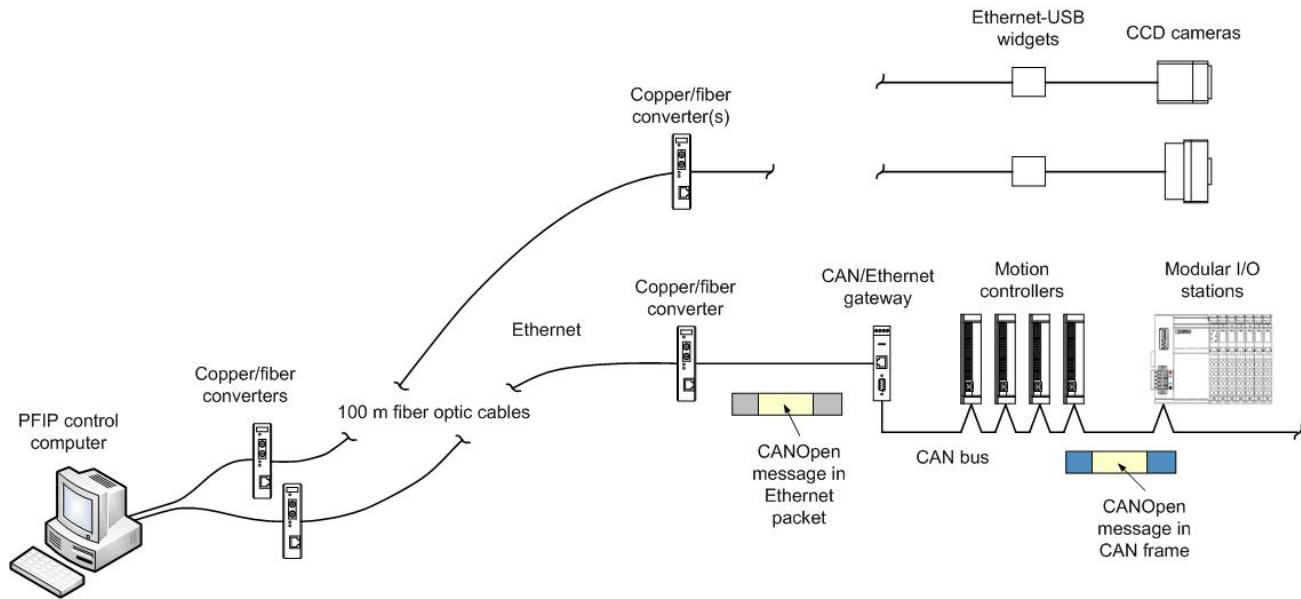 Ethernet-USB
widgets
CCD cameras
Copper/fiber
converter(s)
CAN/Ethernet
gateway
Motion
controllers
Modular I/O
stations
Copper/fiber
converter
Ethernet
Copper/fiber
converters
100 m fiber optic cables
PFIP control
computer
CANOpen
message in
Ethernet
packet
CAN bus
CANOpen
message in
CAN frame